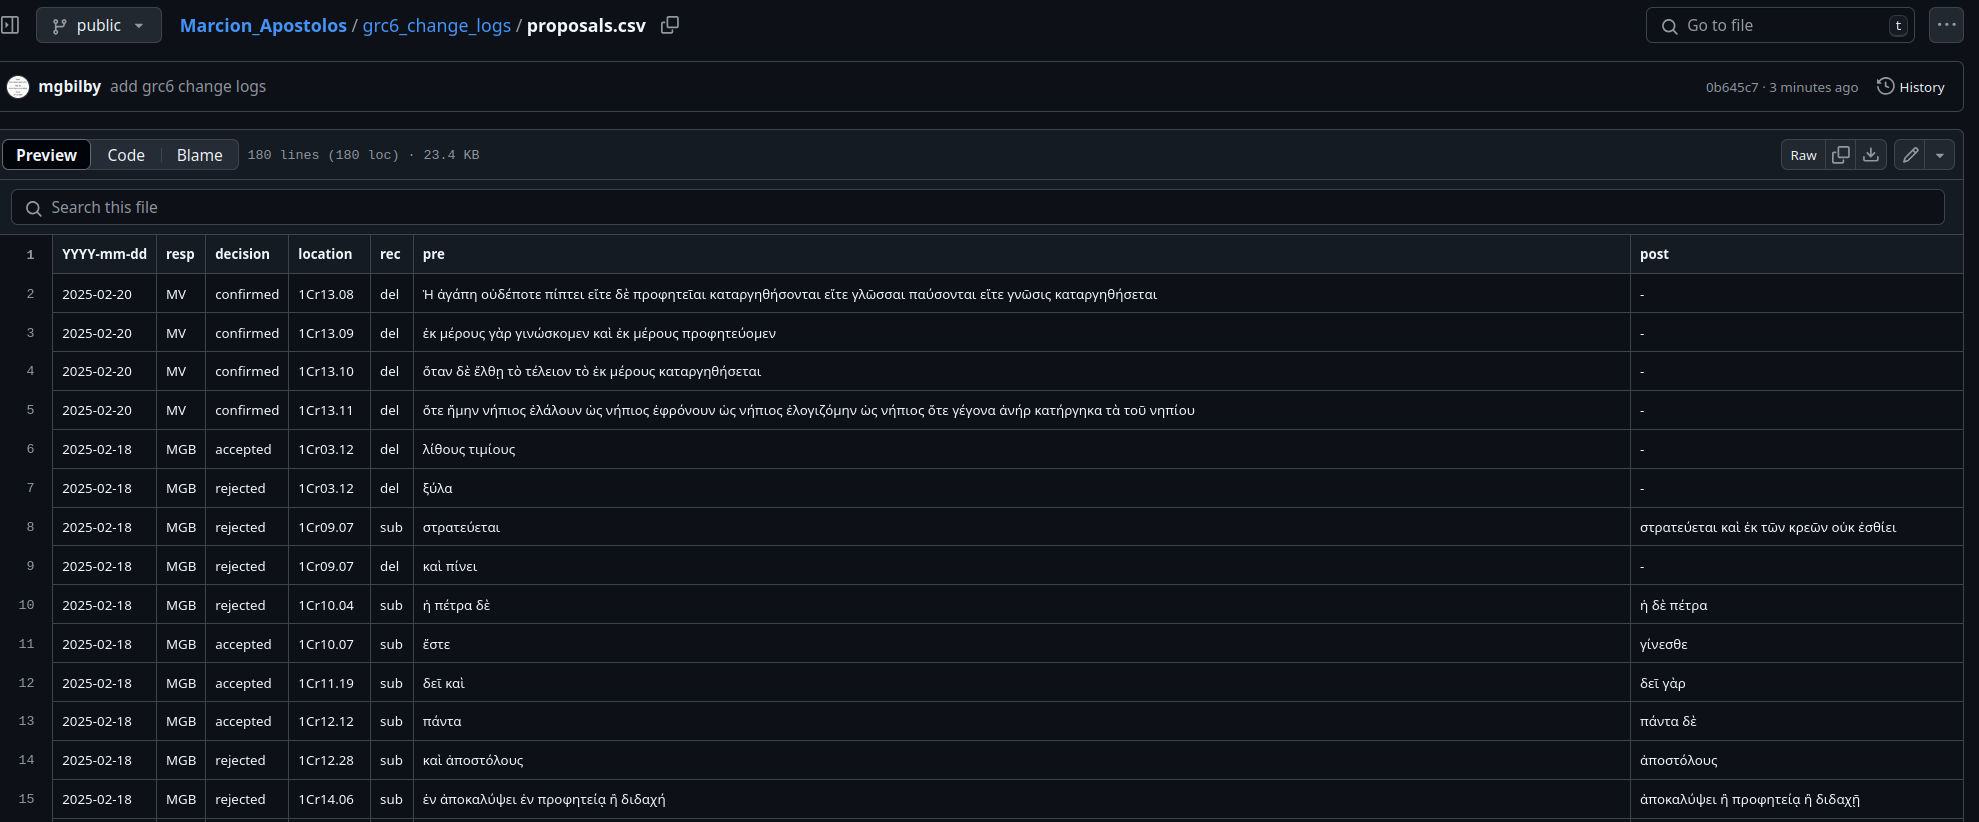 public Marcion_Apostolos / grc6_change_logs / proposals.csv Go to file t
mgbilby add grc6 change logs 0b645c7 · 3 minutes ago History
Preview Code Blame 180 lines (180 loc) · 23.4 KB Raw
Search this file
1 YYYY-mm-dd resp decision location rec pre post
2 2025-02-20 MV confirmed 1Cr13.08 del Ἡ ἀγάπη οὐδέποτε πίπτει εἴτε δὲ προφητεῖαι καταργηθήσονται εἴτε γλῶσσαι παύσονται εἴτε γνῶσις καταργηθήσεται -
3 2025-02-20 MV confirmed 1Cr13.09 del ἐκ μέρους γὰρ γινώσκομεν καὶ ἐκ μέρους προφητεύομεν -
4 2025-02-20 MV confirmed 1Cr13.10 del ὅταν δὲ ἔλθῃ τὸ τέλειον τὸ ἐκ μέρους καταργηθήσεται -
5 2025-02-20 MV confirmed 1Cr13.11 del ὅτε ἤμην νήπιος ἐλάλουν ὡς νήπιος ἐφρόνουν ὡς νήπιος ἐλογιζόμην ὡς νήπιος ὅτε γέγονα ἀνήρ κατήργηκα τὰ τοῦ νηπίου -
6 2025-02-18 MGB accepted 1Cr03.12 del λίθους τιμίους -
7 2025-02-18 MGB rejected 1Cr03.12 del ξύλα -
8 2025-02-18 MGB rejected 1Cr09.07 sub στρατεύεται στρατεύεται καὶ ἐκ τῶν κρεῶν οὐκ ἐσθίει
9 2025-02-18 MGB rejected 1Cr09.07 del καὶ πίνει -
10 2025-02-18 MGB rejected 1Cr10.04 sub ἡ πέτρα δὲ ἡ δὲ πέτρα
11 2025-02-18 MGB accepted 1Cr10.07 sub ἔστε γίνεσθε
12 2025-02-18 MGB accepted 1Cr11.19 sub δεῖ καὶ δεῖ γὰρ
13 2025-02-18 MGB accepted 1Cr12.12 sub πάντα πάντα δὲ
14 2025-02-18 MGB rejected 1Cr12.28 sub καὶ ἀποστόλους ἀποστόλους
15 2025-02-18 MGB rejected 1Cr14.06 sub ἐν ἀποκαλύψει ἐν προφητείᾳ ἢ διδαχή ἀποκαλύψει ἢ προφητείᾳ ἢ διδαχῇ